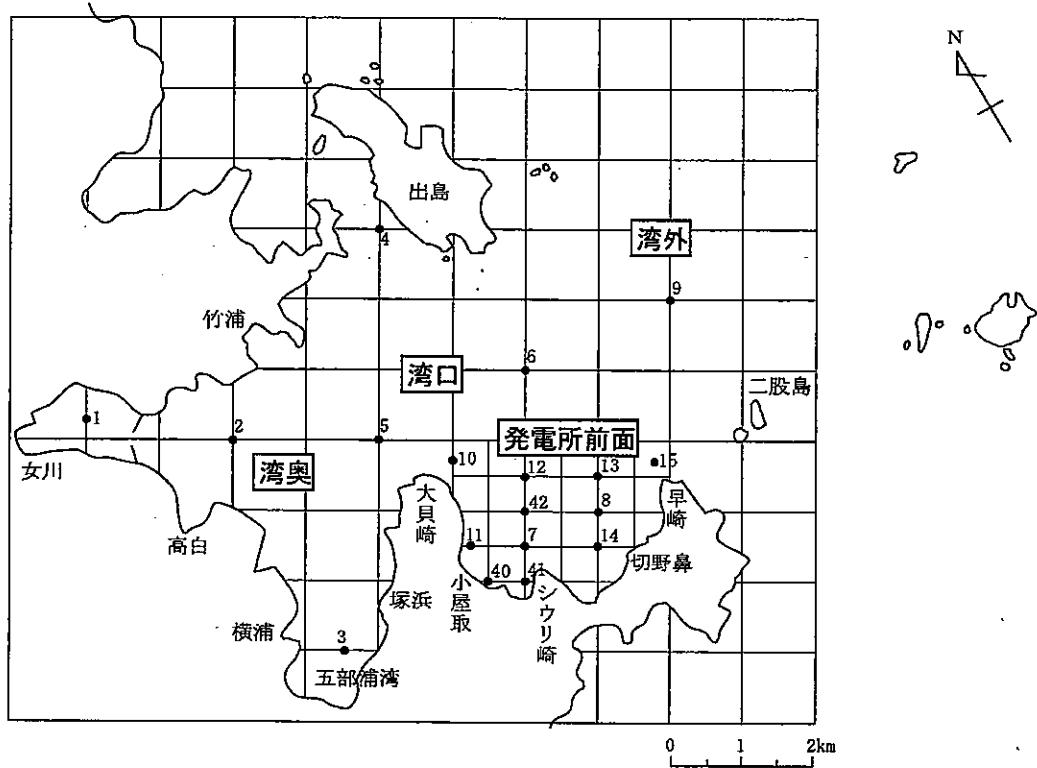 N
出島
湾外
4
9
竹浦
湾口
6
二股島
1
2
5
発電所前面
女川
湾奥
10
12
13
15
大貝崎
42
8
早崎
高白
11
7
14
切野鼻
40
41
塚浜
小屋取
シウリ崎
横浦
3
五部浦湾
0 1 2km